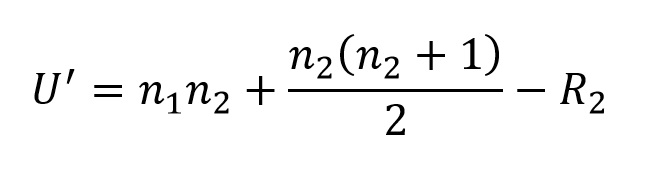 U′ = n₁n₂ + n₂(n₂ + 1)/2 − R₂